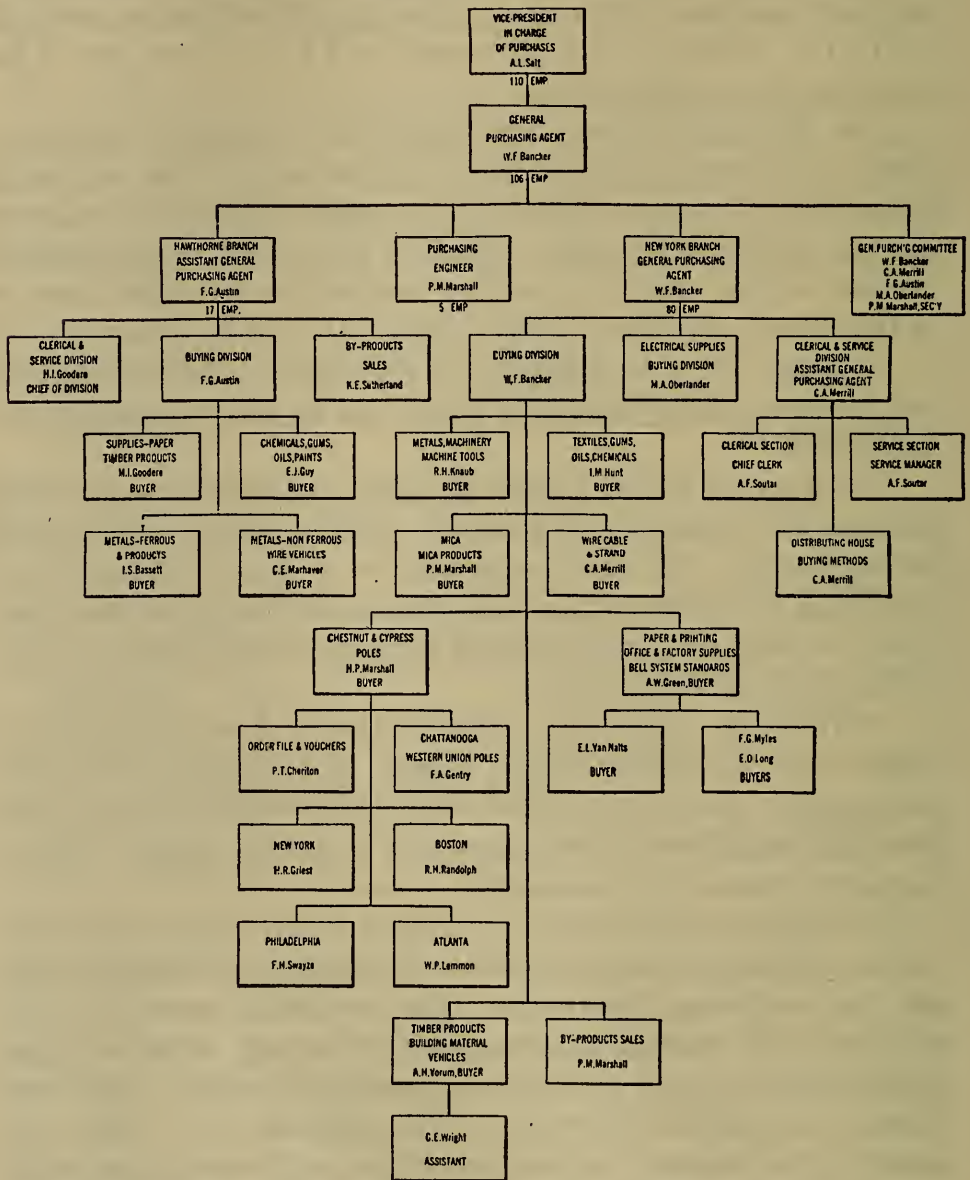 VICE-PRESIDENT
IN CHARGE
OF PURCHASES
A.L.Salt
110 EMP
GENERAL
PURCHASING AGENT
W.F Bancker
106 EMP
HAWTHORNE BRANCH
ASSISTANT GENERAL
PURCHASING AGENT
F.G.Austin
17 EMP.
PURCHASING
ENGINEER
P.M.Marshall
5 EMP
NEW YORK BRANCH
GENERAL PURCHASING
AGENT
W.F.Bancker
80 EMP
GEN.PURCH'G COMMITTEE
W.F.Bancker
C.A.Merrill
F G.Austin
M.A.Oberlander
P.M Marshall,SEC'Y
CLERICAL &
SERVICE DIVISION
H.I.Goodere
CHIEF OF DIVISION
BUYING DIVISION
F.G.Austin
BY-PRODUCTS
SALES
K.E.Sutherland
BUYING DIVISION
W.F.Bancker
ELECTRICAL SUPPLIES
BUYING DIVISION
M.A.Oberlander
CLERICAL & SERVICE
DIVISION
ASSISTANT GENERAL
PURCHASING AGENT
C.A.Merrill
SUPPLIES-PAPER
TIMBER PRODUCTS
M.I.Goodere
BUYER
CHEMICALS,GUMS,
OILS,PAINTS
E.J.Guy
BUYER
METALS,MACHINERY
MACHINE TOOLS
R.H.Knaub
BUYER
TEXTILES,GUMS,
OILS,CHEMICALS
I.M Hunt
BUYER
CLERICAL SECTION
CHIEF CLERK
A.F.Soutar
SERVICE SECTION
SERVICE MANAGER
A.F.Soutar
METALS-FERROUS
& PRODUCTS
I.S.Bassett
BUYER
METALS-NON FERROUS
WIRE VEHICLES
C.E.Marhaver
BUYER
MICA
MICA PRODUCTS
P.M.Marshall
BUYER
WIRE CABLE
& STRAND
C.A.Merrill
BUYER
DISTRIBUTING HOUSE
BUYING METHODS
C.A.Merrill
CHESTNUT & CYPRESS
POLES
H.P.Marshall
BUYER
PAPER & PRINTING
OFFICE & FACTORY SUPPLIES
BELL SYSTEM STANDARDS
A.W.Green,BUYER
ORDER FILE & VOUCHERS
P.T.Cheriton
CHATTANOOGA
WESTERN UNION POLES
F.A.Gentry
E.L.Van Nalts
BUYER
F.G.Myles
E.O Long
BUYERS
NEW YORK
H.R.Griest
BOSTON
R.H.Randolph
PHILADELPHIA
F.H.Swayze
ATLANTA
W.P.Lemmon
TIMBER PRODUCTS
BUILDING MATERIAL
VEHICLES
A.H.Yorum,BUYER
BY-PRODUCTS SALES
P.M.Marshall
C.E.Wright
ASSISTANT